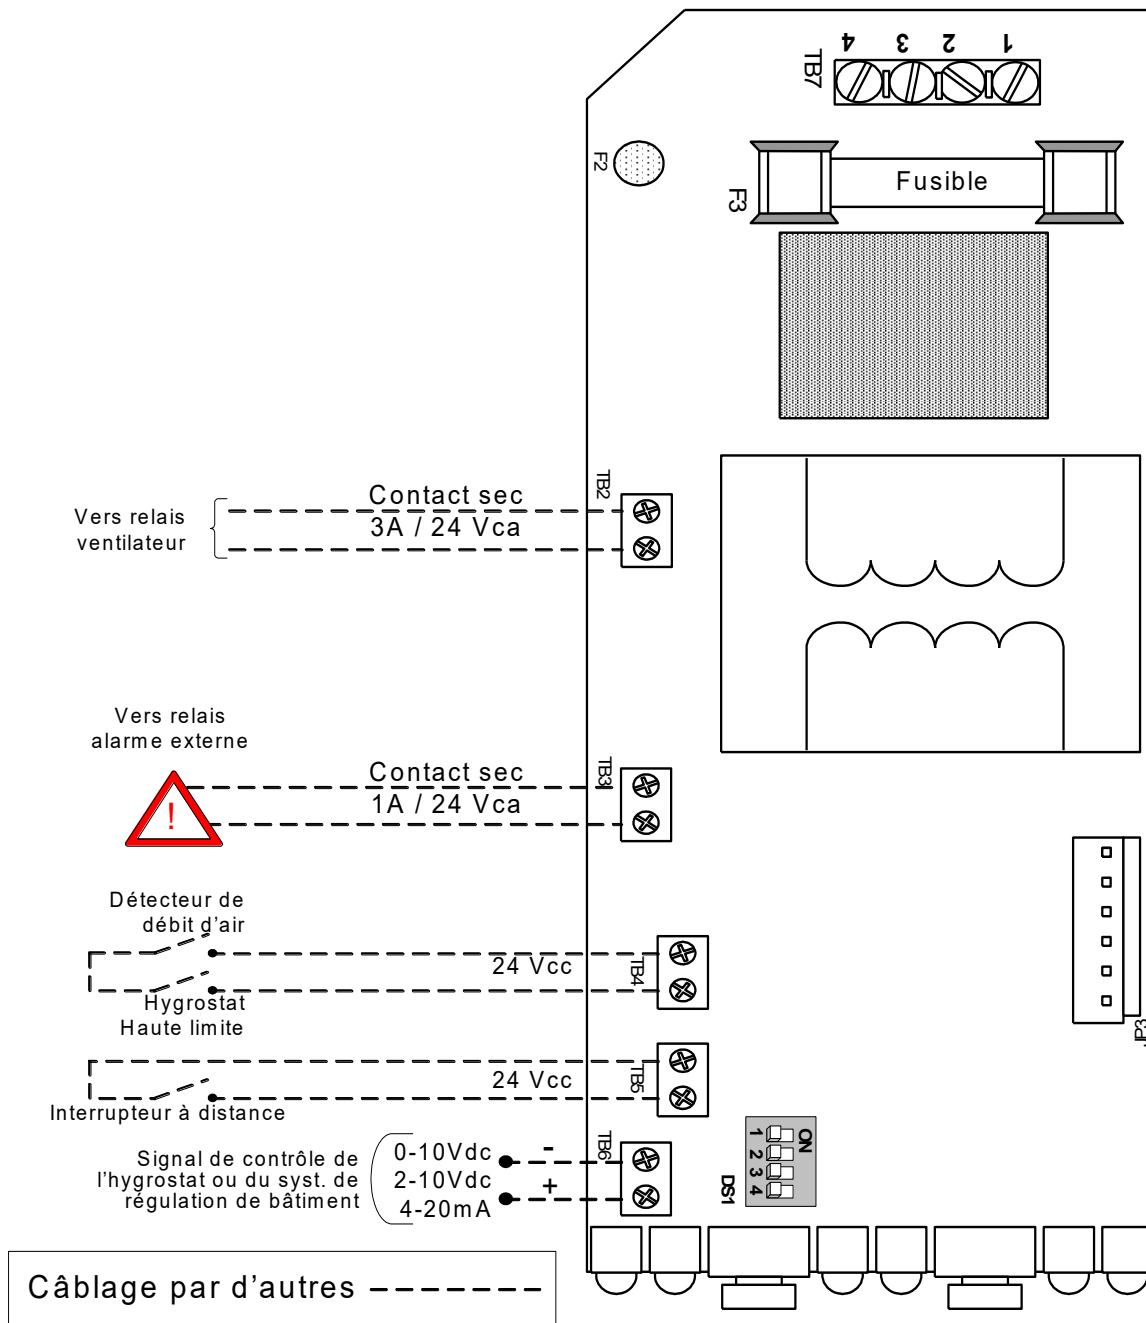 4 3 2 1
TB7
F2
Fusible
F3
TB2
Contact sec
3A / 24 Vca
Vers relais
ventilateur
Vers relais
alarme externe
TB3
Contact sec
1A / 24 Vca
!
Détecteur de
débit d’air
24 Vcc
TB4
Hygrostat
Haute limite
JP3
24 Vcc
TB5
Interrupteur à distance
TB6
Signal de contrôle de
l’hygrostat ou du syst. de
régulation de bâtiment
0-10Vdc
2-10Vdc
4-20mA
-
+
ON
1
2
3
4
DS1
Câblage par d’autres